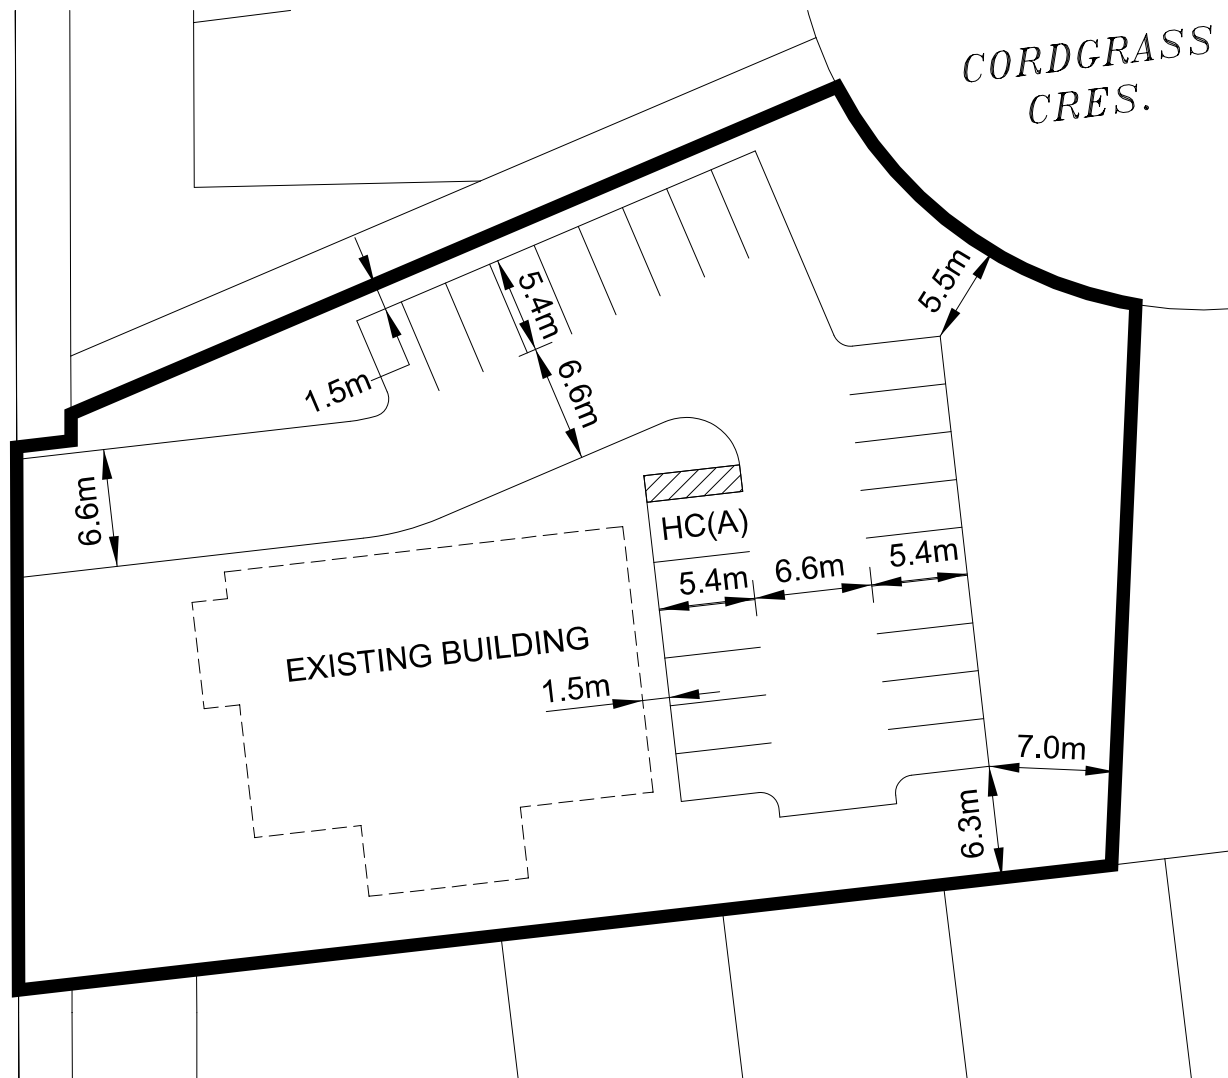 CORDGRASS
CRES.
5.5m
5.4m
1.5m
6.6m
6.6m
HC(A)
5.4m
6.6m
5.4m
EXISTING BUILDING
1.5m
7.0m
6.3m